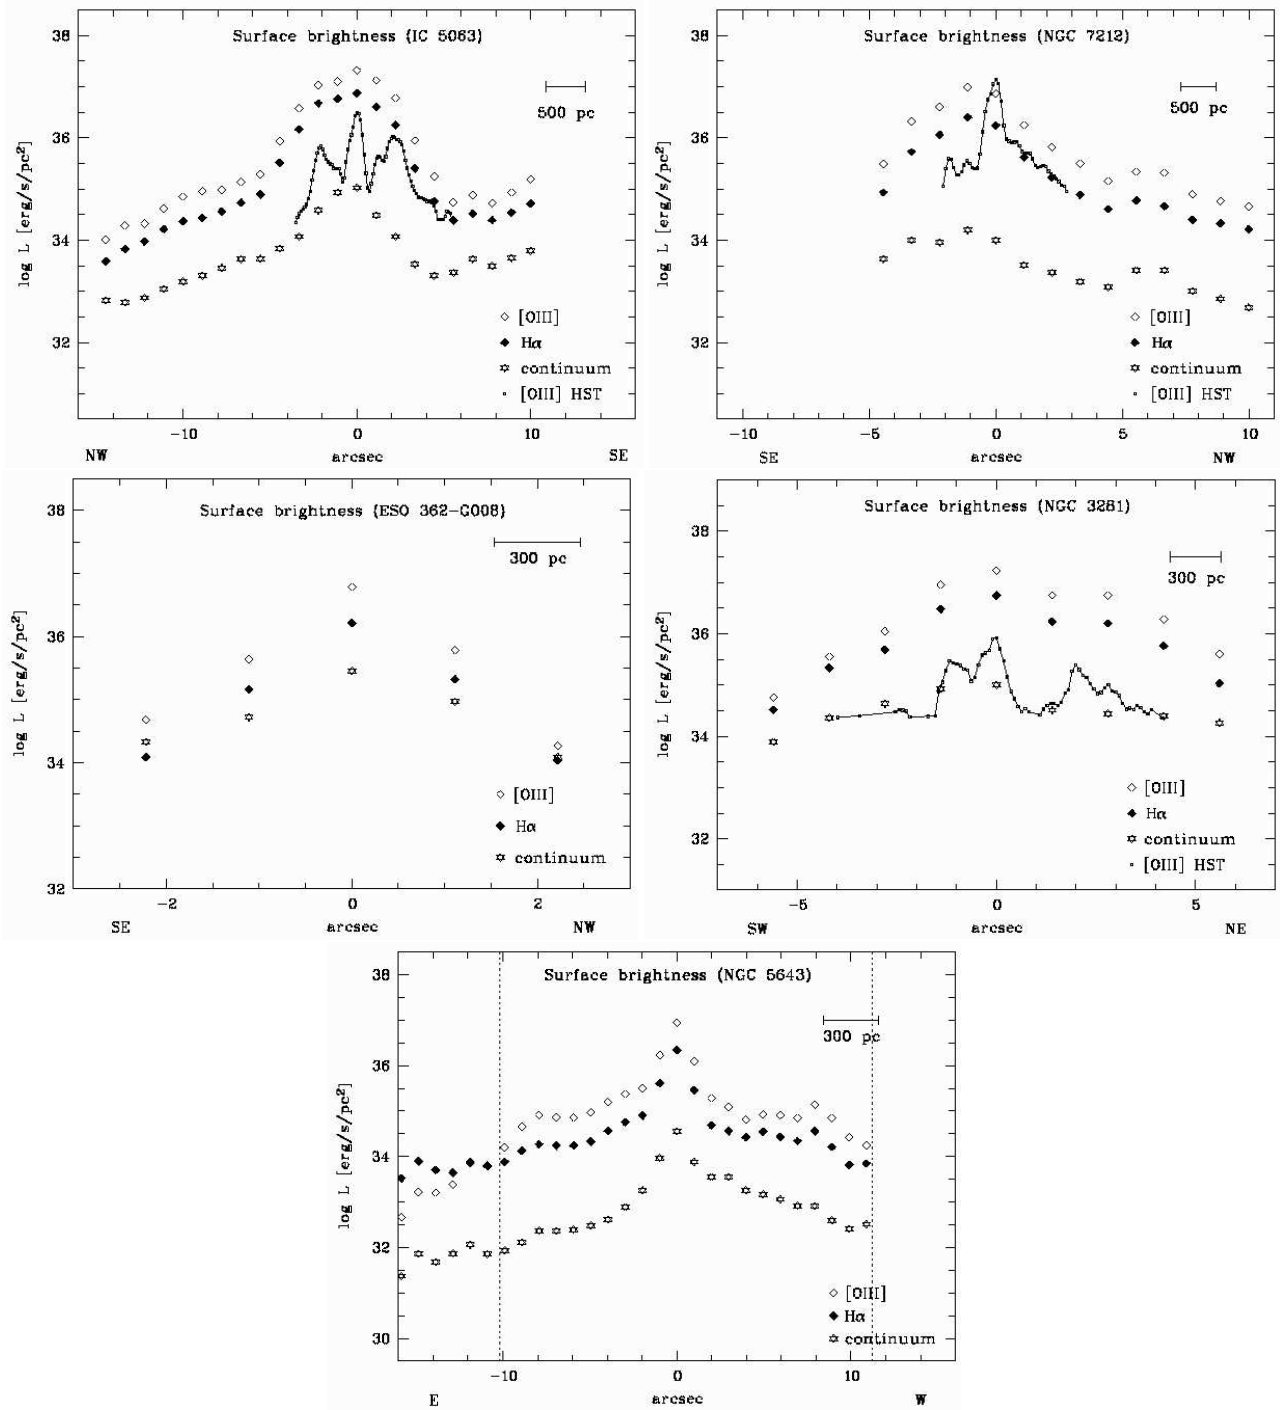 Surface brightness (IC 5063)
38
500 pc
36
log L [erg/s/pc²]
34
[OIII]
32
Hα
continuum
[OIII] HST
−10 0 10
NW arcsec SE
Surface brightness (NGC 7212)
38
500 pc
36
log L [erg/s/pc²]
34
[OIII]
32
Hα
continuum
[OIII] HST
−10 −5 0 5 10
SE arcsec NW
Surface brightness (ESO 362−G008)
38
300 pc
36
log L [erg/s/pc²]
34
[OIII]
Hα
continuum
32
−2 0 2
SE arcsec NW
Surface brightness (NGC 3281)
38
300 pc
36
log L [erg/s/pc²]
34
[OIII]
Hα
32
continuum
[OIII] HST
−5 0 5
SW arcsec NE
Surface brightness (NGC 5643)
38
300 pc
36
log L [erg/s/pc²]
34
32
[OIII]
Hα
30
continuum
−10 0 10
E arcsec W